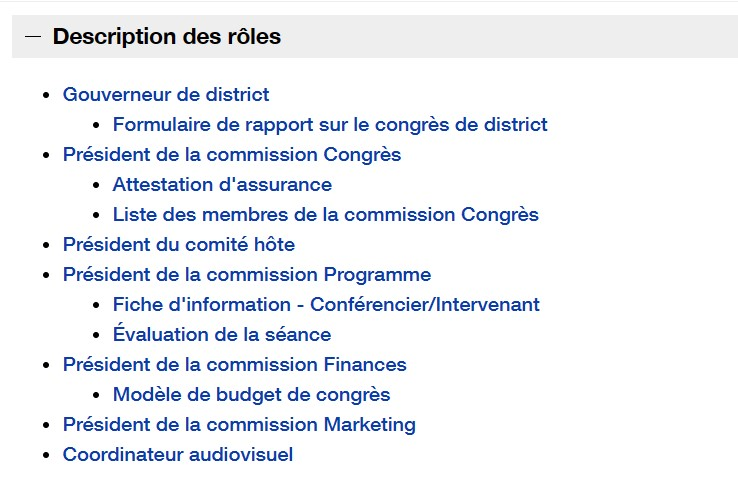 Description des rôles
Gouverneur de district
Formulaire de rapport sur le congrès de district
Président de la commission Congrès
Attestation d'assurance
Liste des membres de la commission Congrès
Président du comité hôte
Président de la commission Programme
Fiche d'information - Conférencier/Intervenant
Évaluation de la séance
Président de la commission Finances
Modèle de budget de congrès
Président de la commission Marketing
Coordinateur audiovisuel